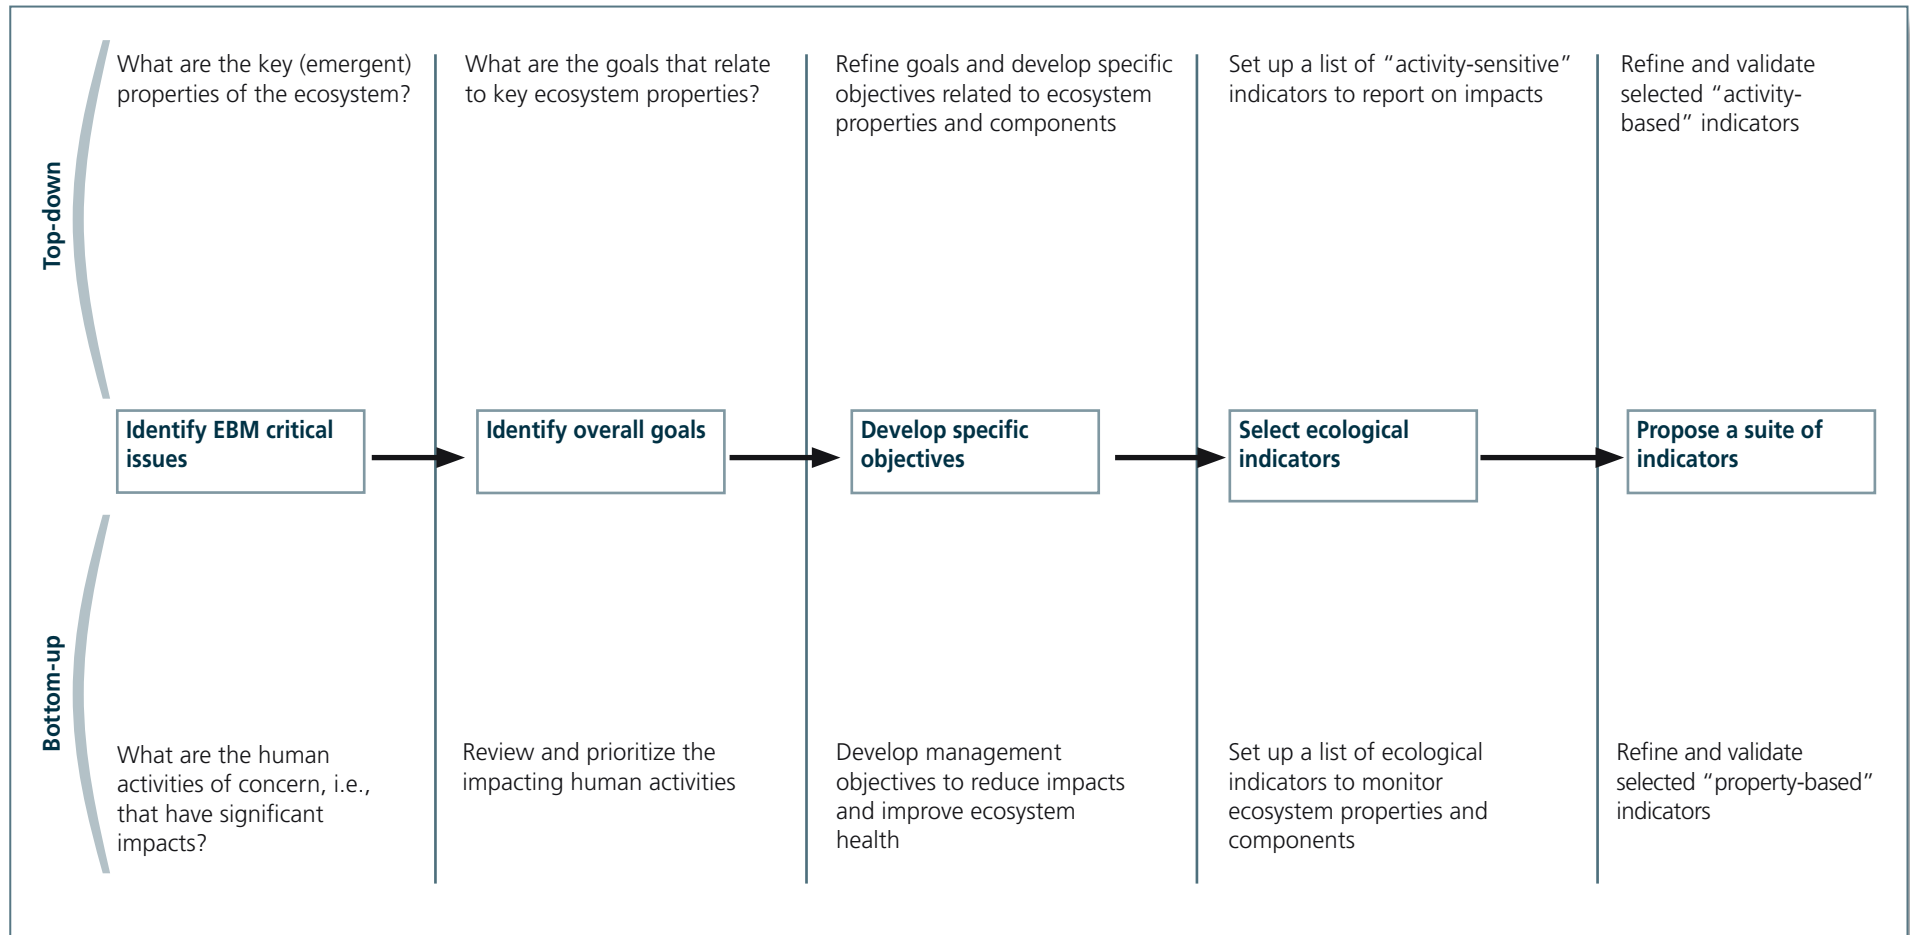 Top-down
What are the key (emergent)
properties of the ecosystem?
What are the goals that relate
to key ecosystem properties?
Refine goals and develop specific
objectives related to ecosystem
properties and components
Set up a list of “activity-sensitive”
indicators to report on impacts
Refine and validate
selected “activity-
based” indicators
Identify EBM critical
issues
Identify overall goals
Develop specific
objectives
Select ecological
indicators
Propose a suite of
indicators
Bottom-up
What are the human
activities of concern, i.e.,
that have significant
impacts?
Review and prioritize the
impacting human activities
Develop management
objectives to reduce impacts
and improve ecosystem
health
Set up a list of ecological
indicators to monitor
ecosystem properties and
components
Refine and validate
selected “property-based”
indicators